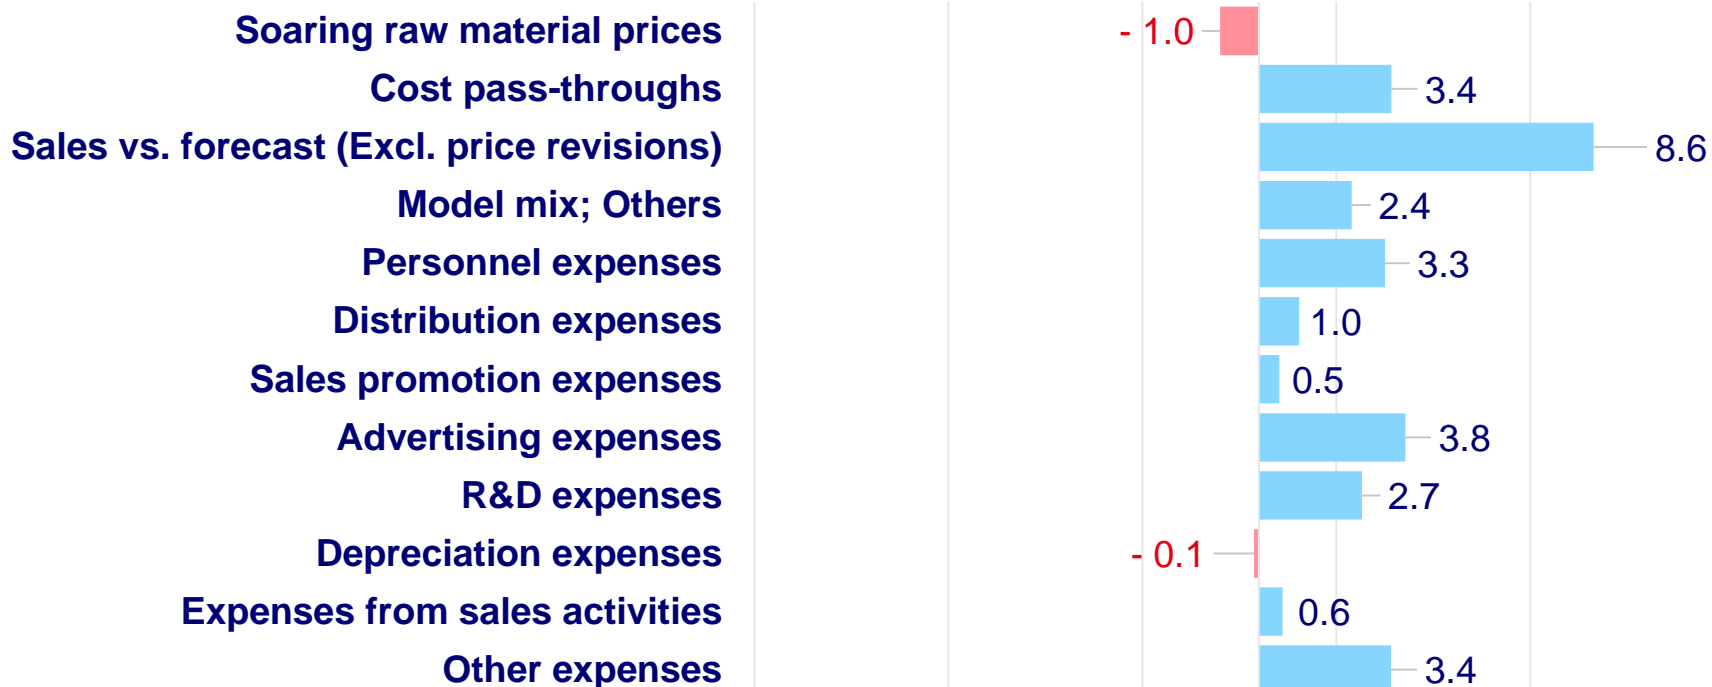 Soaring raw material prices - 1.0
Cost pass-throughs 3.4
Sales vs. forecast (Excl. price revisions) 8.6
Model mix; Others 2.4
Personnel expenses 3.3
Distribution expenses 1.0
Sales promotion expenses 0.5
Advertising expenses 3.8
R&D expenses 2.7
Depreciation expenses - 0.1
Expenses from sales activities 0.6
Other expenses 3.4